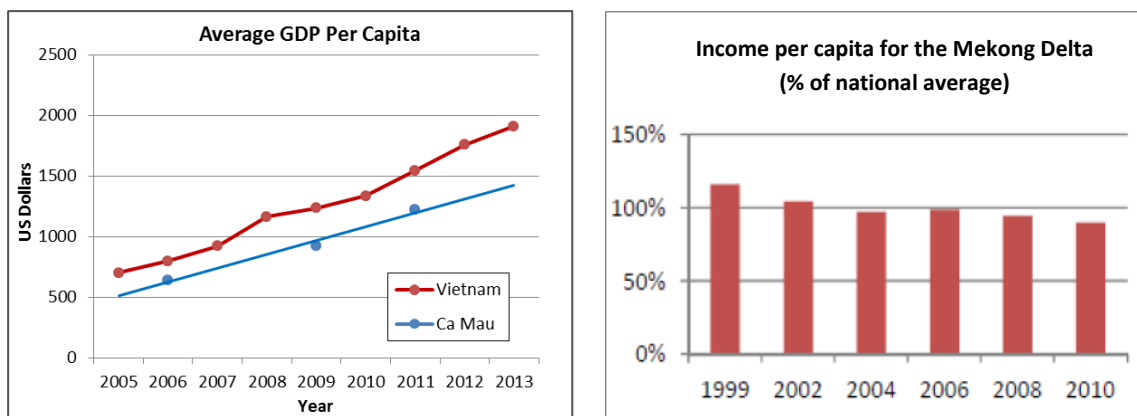 Average GDP Per Capita
2500
2000
1500
1000
500
0
US Dollars
2005 2006 2007 2008 2009 2010 2011 2012 2013
Year
Vietnam
Ca Mau
Income per capita for the Mekong Delta
(% of national average)
150%
100%
50%
0%
1999 2002 2004 2006 2008 2010